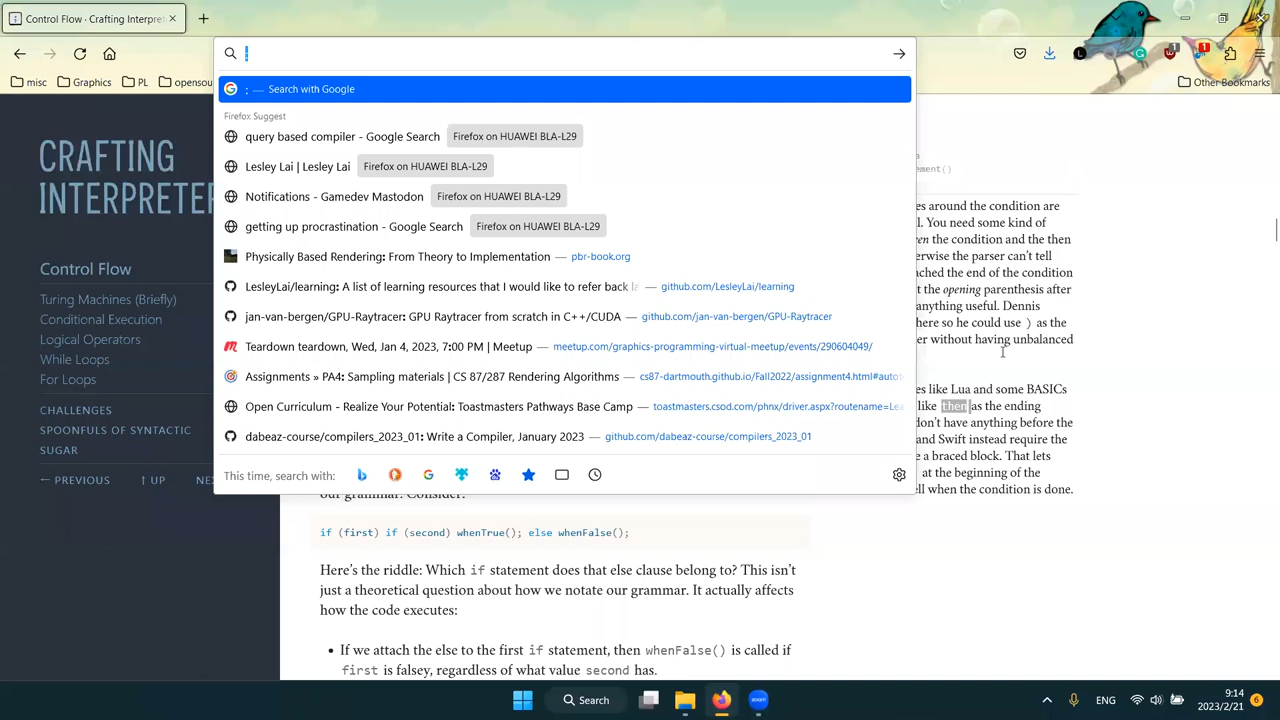 Control Flow · Crafting Interpret
misc
Graphics
PL
opensou
Other Bookmarks
:
: — Search with Google
Firefox Suggest
query based compiler - Google Search Firefox on HUAWEI BLA-L29
Lesley Lai | Lesley Lai Firefox on HUAWEI BLA-L29
Notifications - Gamedev Mastodon Firefox on HUAWEI BLA-L29
getting up procrastination - Google Search Firefox on HUAWEI BLA-L29
Physically Based Rendering: From Theory to Implementation — pbr-book.org
LesleyLai/learning: A list of learning resources that I would like to refer back la — github.com/LesleyLai/learning
jan-van-bergen/GPU-Raytracer: GPU Raytracer from scratch in C++/CUDA — github.com/jan-van-bergen/GPU-Raytracer
Teardown teardown, Wed, Jan 4, 2023, 7:00 PM | Meetup — meetup.com/graphics-programming-virtual-meetup/events/290604049/
Assignments » PA4: Sampling materials | CS 87/287 Rendering Algorithms — cs87-dartmouth.github.io/Fall2022/assignment4.html#autot
Open Curriculum - Realize Your Potential: Toastmasters Pathways Base Camp — toastmasters.csod.com/phnx/driver.aspx?routename=Lea
dabeaz-course/compilers_2023_01: Write a Compiler, January 2023 — github.com/dabeaz-course/compilers_2023_01
This time, search with:
CRAFTING
INTERPRETER
Control Flow
Turing Machines (Briefly)
Conditional Execution
Logical Operators
While Loops
For Loops
CHALLENGES
SPOONFULS OF SYNTACTIC
SUGAR
← PREVIOUS ↑ UP NEX
a
ement()
es around the condition are
l. You need some kind of
een the condition and the then
erwise the parser can't tell
ached the end of the condition
t the opening parenthesis after
anything useful. Dennis
here so he could use ) as the
er without having unbalanced
es like Lua and some BASICs
like then as the ending
don't have anything before the
and Swift instead require the
e a braced block. That lets
at the beginning of the
ell when the condition is done.
our grammar. Consider:
if (first) if (second) whenTrue(); else whenFalse();
Here's the riddle: Which if statement does that else clause belong to? This isn't
just a theoretical question about how we notate our grammar. It actually affects
how the code executes:
• If we attach the else to the first if statement, then whenFalse() is called if
first is falsey, regardless of what value second has.
Search
ENG
9:14
2023/2/21
6